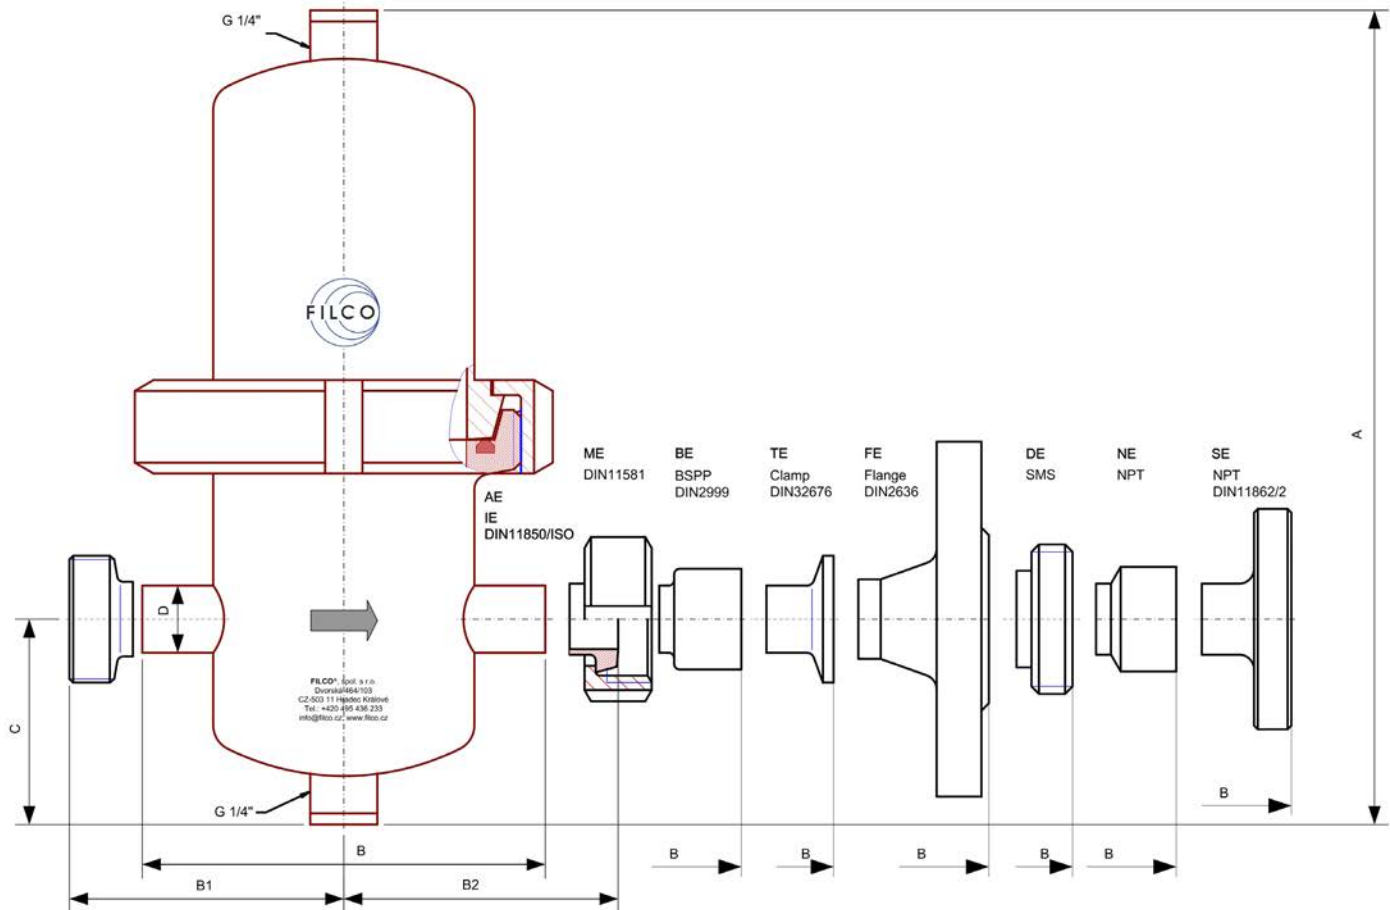 G 1/4"
A
FILCO
ME
DIN11581
BE
BSPP
DIN2999
TE
Clamp
DIN32676
FE
Flange
DIN2636
DE
SMS
NE
NPT
SE
NPT
DIN11862/2
AE
IE
DIN11850/ISO
D
C
FILCO®, spol. s r.o.
Dvorská 464/103
CZ-503 11 Hradec Králové
Tel.: +420 495 436 233
info@filco.cz, www.filco.cz
G 1/4"
B
B
B
B
B
B
B
B1
B2